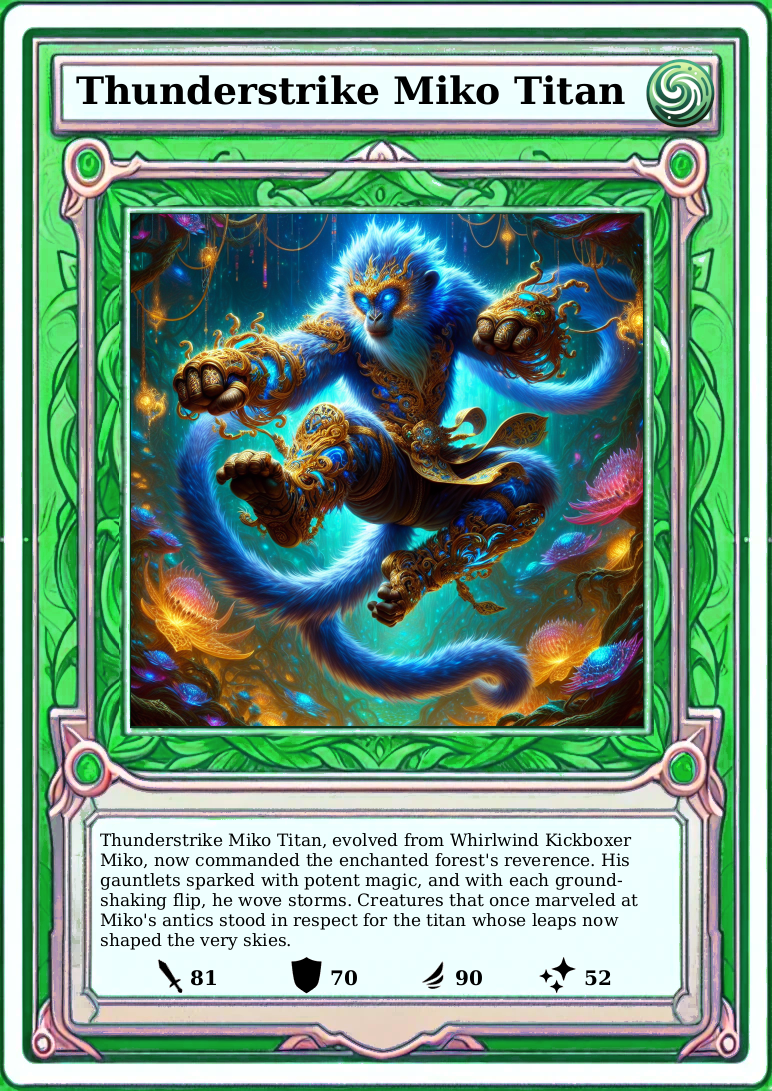 Thunderstrike Miko Titan
Thunderstrike Miko Titan, evolved from Whirlwind Kickboxer
Miko, now commanded the enchanted forest's reverence. His
gauntlets sparked with potent magic, and with each ground-
shaking flip, he wove storms. Creatures that once marveled at
Miko's antics stood in respect for the titan whose leaps now
shaped the very skies.
81 70 90 52